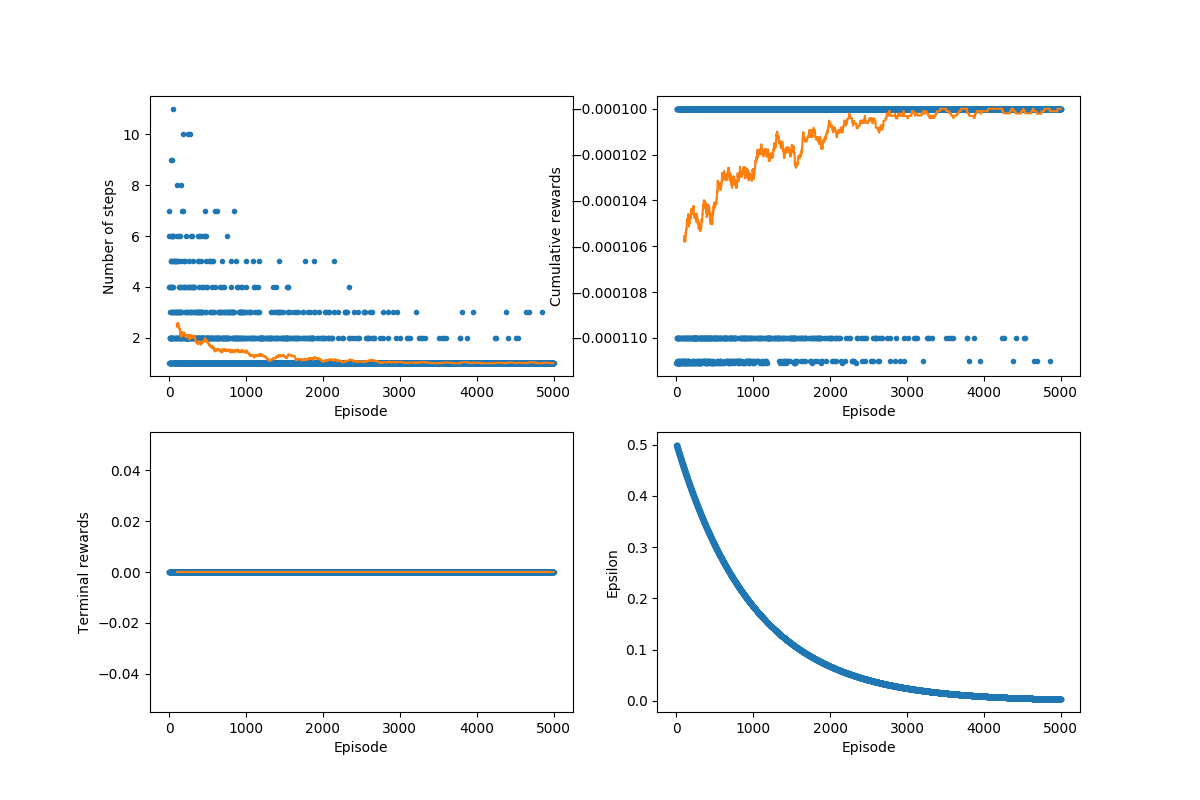 10
8
6
4
2
Number of steps
0 1000 2000 3000 4000 5000
Episode
−0.000100
−0.000102
−0.000104
−0.000106
−0.000108
−0.000110
Cumulative rewards
0 1000 2000 3000 4000 5000
Episode
0.04
0.02
0.00
−0.02
−0.04
Terminal rewards
0 1000 2000 3000 4000 5000
Episode
0.5
0.4
0.3
0.2
0.1
0.0
Epsilon
0 1000 2000 3000 4000 5000
Episode